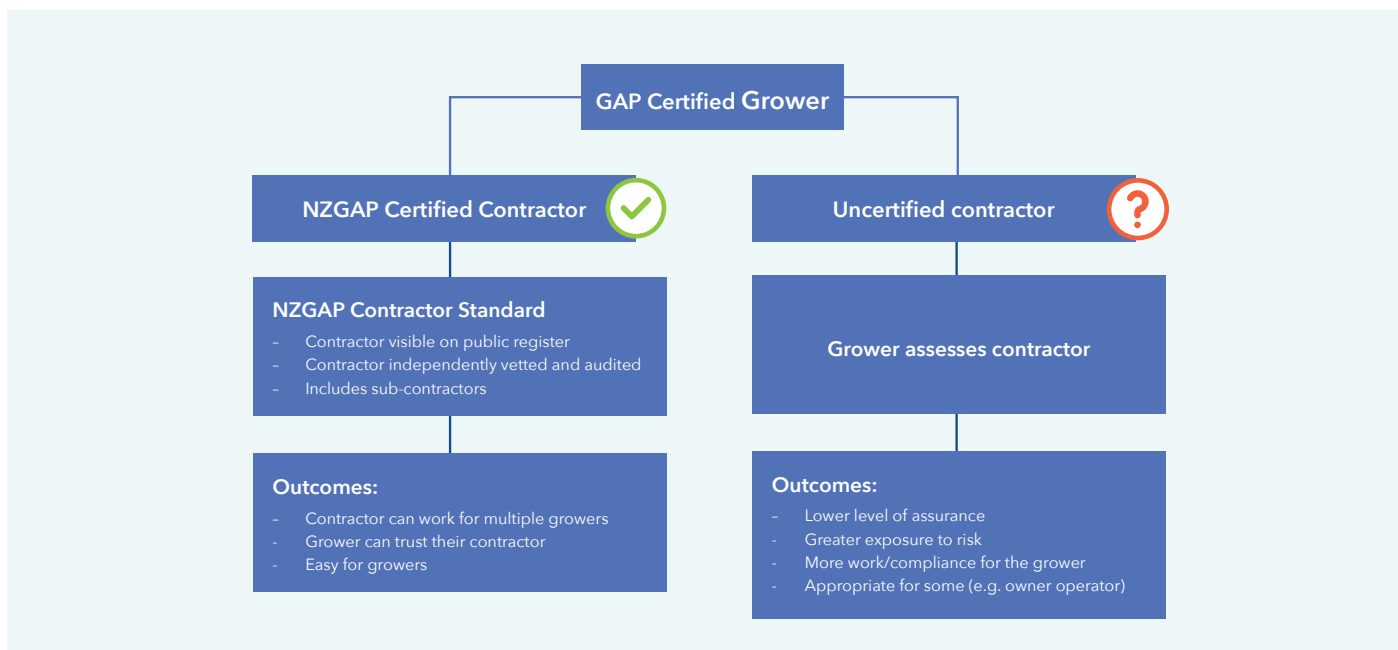 GAP Certified Grower
NZGAP Certified Contractor
Uncertified contractor
?
NZGAP Contractor Standard
– Contractor visible on public register
– Contractor independently vetted and audited
– Includes sub-contractors
Grower assesses contractor
Outcomes:
– Contractor can work for multiple growers
- Grower can trust their contractor
- Easy for growers
Outcomes:
– Lower level of assurance
- Greater exposure to risk
- More work/compliance for the grower
- Appropriate for some (e.g. owner operator)